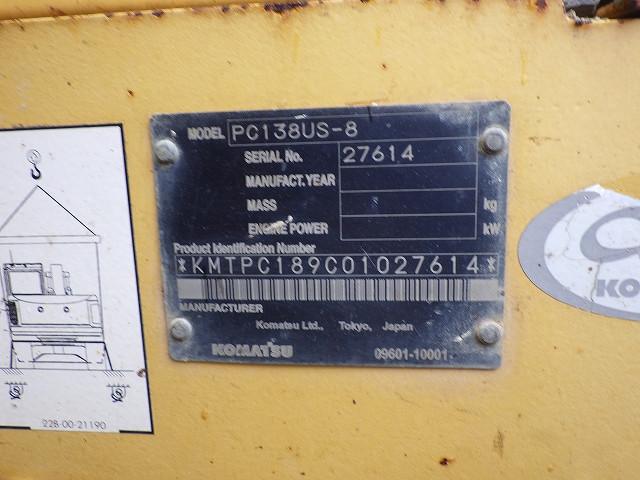 MODEL PC138US-8
SERIAL No. 27614
MANUFACT. YEAR
MASS kg
ENGINE POWER kW
Product Identification Number
*KMTPC189C01027614*
MANUFACTURER
Komatsu Ltd., Tokyo, Japan
KOMATSU 09601-10001
22B-00-21190
KO